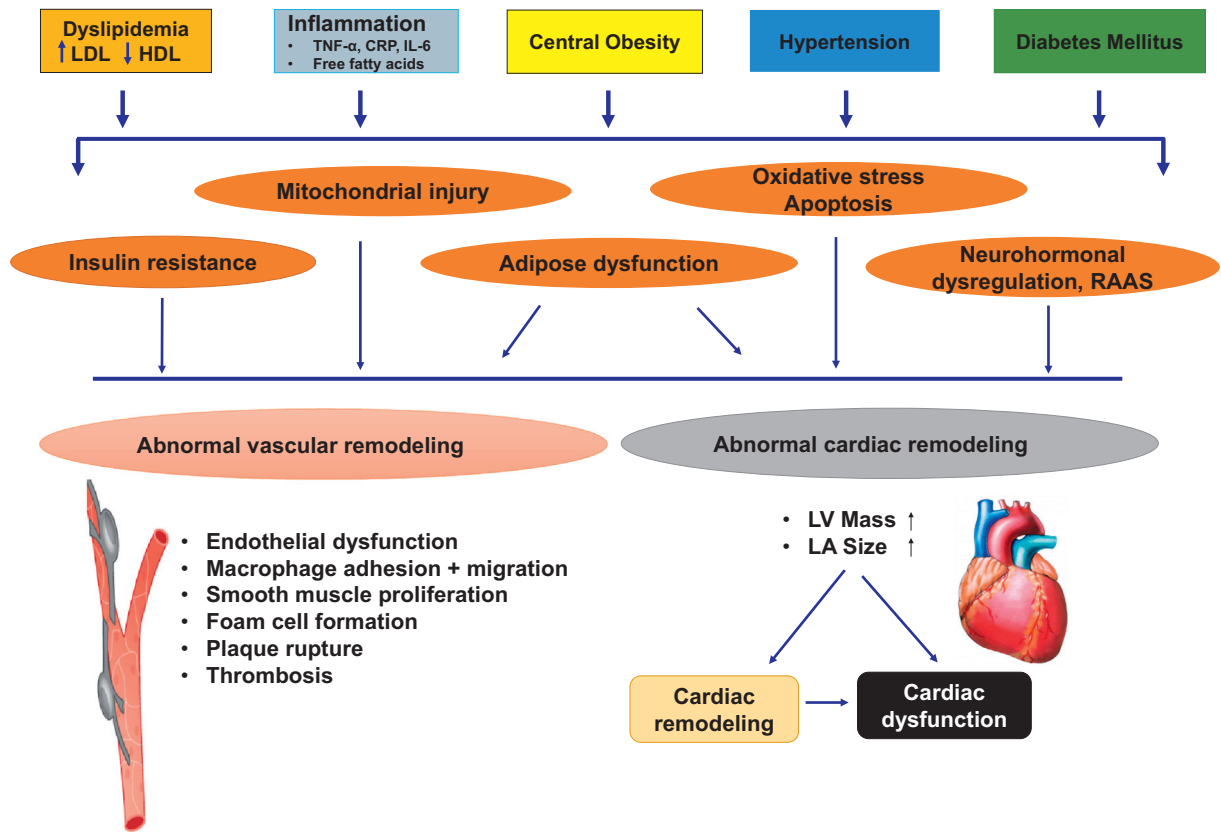 Dyslipidemia
↑ LDL ↓ HDL
Inflammation
• TNF-α, CRP, IL-6
• Free fatty acids
Central Obesity
Hypertension
Diabetes Mellitus
Mitochondrial injury
Oxidative stress
Apoptosis
Insulin resistance
Adipose dysfunction
Neurohormonal
dysregulation, RAAS
Abnormal vascular remodeling
Abnormal cardiac remodeling
• Endothelial dysfunction
• Macrophage adhesion + migration
• Smooth muscle proliferation
• Foam cell formation
• Plaque rupture
• Thrombosis
• LV Mass ↑
• LA Size ↑
Cardiac
remodeling
Cardiac
dysfunction